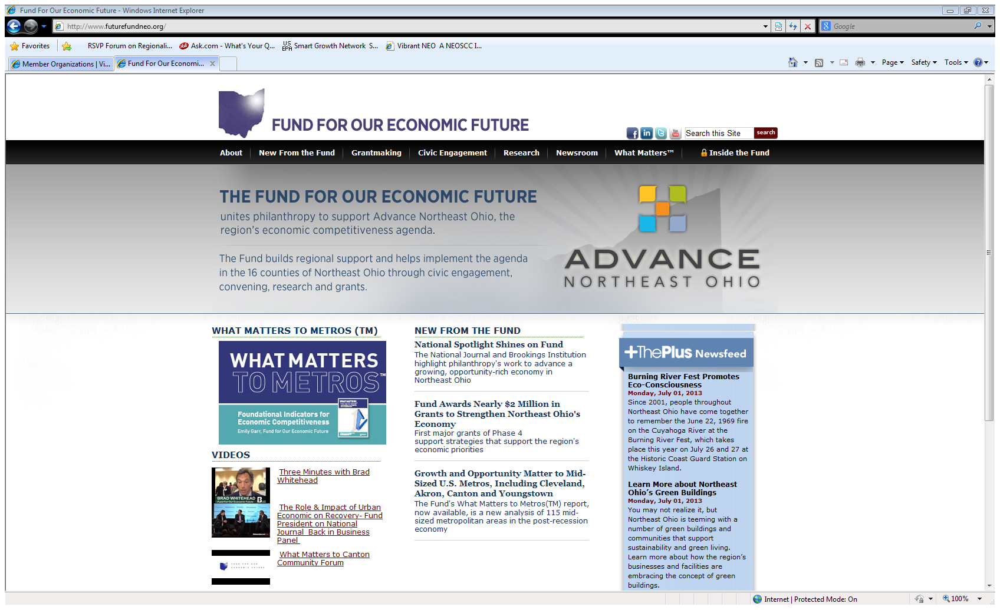 Fund For Our Economic Future - Windows Internet Explorer
http://www.futurefundneo.org/
Google
Favorites
RSVP Forum on Regionali...
Ask Ask.com - What's Your Q...
US EPA Smart Growth Network S...
Vibrant NEO A NEOSCC I...
Member Organizations | Vi...
Fund For Our Economi...
Page
Safety
Tools
FUND FOR OUR ECONOMIC FUTURE
Search this Site
search
About
New From the Fund
Grantmaking
Civic Engagement
Research
Newsroom
What Matters™
Inside the Fund
THE FUND FOR OUR ECONOMIC FUTURE
unites philanthropy to support Advance Northeast Ohio, the
region's economic competitiveness agenda.
The Fund builds regional support and helps implement the agenda
in the 16 counties of Northeast Ohio through civic engagement,
convening, research and grants.
ADVANCE
NORTHEAST OHIO
WHAT MATTERS TO METROS (TM)
WHAT MATTERS
TO METROS™
Foundational Indicators for
Economic Competitiveness
Emily Garr, Fund for Our Economic Future
VIDEOS
BRAD WHITEHEAD
Fund For Our Economic Future
Three Minutes with Brad
Whitehead
The Role & Impact of Urban
Economic on Recovery- Fund
President on National
Journal Back in Business
Panel
What Matters to Canton
Community Forum
NEW FROM THE FUND
National Spotlight Shines on Fund
The National Journal and Brookings Institution
highlight philanthropy's work to advance a
growing, opportunity-rich economy in
Northeast Ohio
Fund Awards Nearly $2 Million in
Grants to Strengthen Northeast Ohio's
Economy
First major grants of Phase 4
support strategies that support the region's
economic priorities
Growth and Opportunity Matter to Mid-
Sized U.S. Metros, Including Cleveland,
Akron, Canton and Youngstown
The Fund's What Matters to Metros(TM) report,
now available, is a new analysis of 115 mid-
sized metropolitan areas in the post-recession
economy
+ThePlus Newsfeed
Burning River Fest Promotes
Eco-Consciousness
Monday, July 01, 2013
Since 2001, people throughout
Northeast Ohio have come together
to remember the June 22, 1969 fire
on the Cuyahoga River at the
Burning River Fest, which takes
place this year on July 26 and 27 at
the Historic Coast Guard Station on
Whiskey Island.
Learn More about Northeast
Ohio's Green Buildings
Monday, July 01, 2013
You may not realize it, but
Northeast Ohio is teeming with a
number of green buildings and
communities that support
sustainability and green living.
Learn more about how the region's
businesses and facilities are
embracing the concept of green
buildings.
Internet | Protected Mode: On
100%